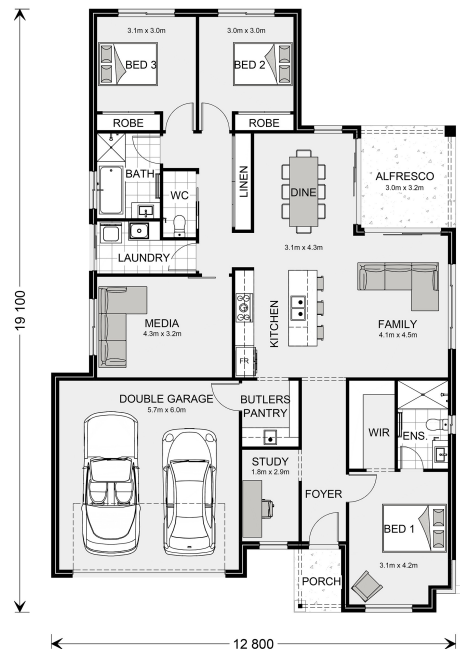 3.1m x 3.0m
BED 3
3.0m x 3.0m
BED 2
ROBE
ROBE
BATH
WC
LINEN
DINE
3.1m x 4.3m
ALFRESCO
3.0m x 3.2m
LAUNDRY
MEDIA
4.3m x 3.2m
KITCHEN
FR
FAMILY
4.1m x 4.5m
19 100
DOUBLE GARAGE
5.7m x 6.0m
BUTLERS
PANTRY
WIR
ENS.
STUDY
1.8m x 2.9m
FOYER
BED 1
3.1m x 4.2m
PORCH
12 800